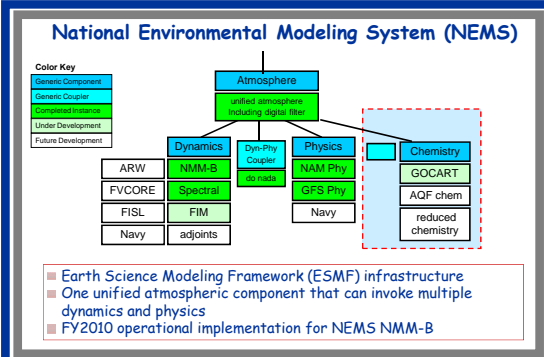 National Environmental Modeling System (NEMS)
Color Key
Generic Component
Generic Coupler
Completed Instance
Under Development
Future Development
Atmosphere
unified atmosphere
Including digital filter
Dynamics
Dyn-Phy
Coupler
Physics
Chemistry
ARW
NMM-B
do nada
NAM Phy
GOCART
FVCORE
Spectral
GFS Phy
AQF chem
FISL
FIM
Navy
reduced
chemistry
Navy
adjoints
Earth Science Modeling Framework (ESMF) infrastructure
One unified atmospheric component that can invoke multiple
dynamics and physics
FY2010 operational implementation for NEMS NMM-B